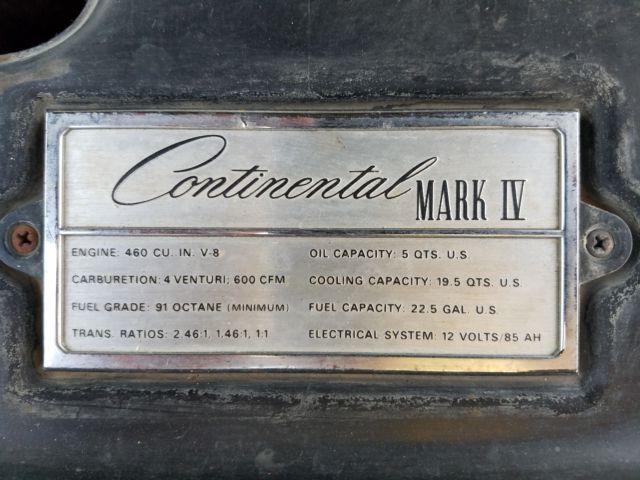 Continental MARK IV
ENGINE: 460 CU. IN. V-8
CARBURETION: 4 VENTURI; 600 CFM
FUEL GRADE: 91 OCTANE (MINIMUM)
TRANS. RATIOS: 2.46:1, 1.46:1, 1:1
OIL CAPACITY: 5 QTS. U.S
COOLING CAPACITY: 19.5 QTS. U.S.
FUEL CAPACITY: 22.5 GAL. U.S.
ELECTRICAL SYSTEM: 12 VOLTS/85 AH